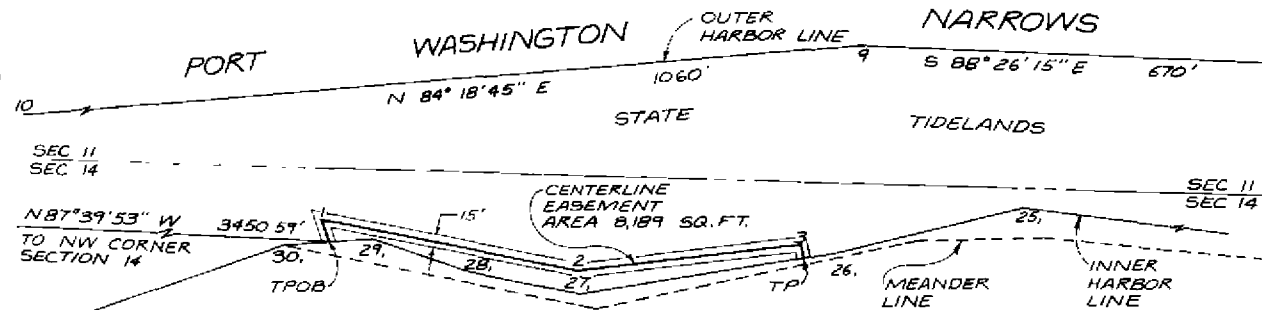 PORT WASHINGTON NARROWS
OUTER
HARBOR LINE
10
N 84° 18' 45" E
1060'
9
S 88° 26' 15" E
670'
STATE TIDELANDS
SEC 11
SEC 14
SEC 11
SEC 14
N 87° 39' 53" W
3450 59'
TO NW CORNER
SECTION 14
CENTERLINE
EASEMENT
AREA 8,189 SQ. FT.
1
15'
2
3
30,
29,
28,
27,
26,
25,
TPOB
TP
MEANDER
LINE
INNER
HARBOR
LINE